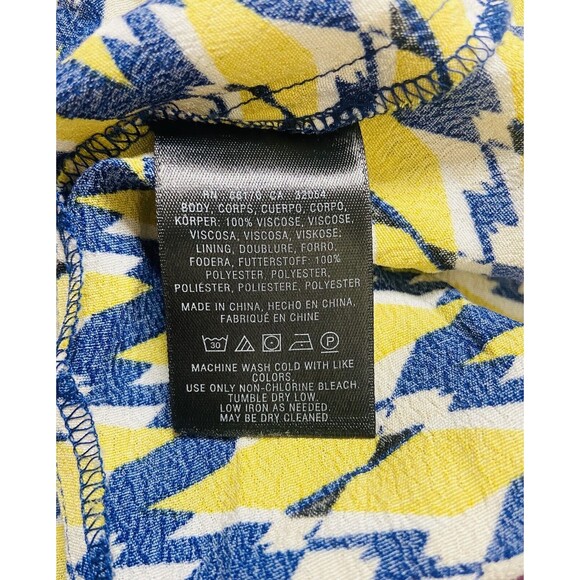 RN CA
BODY, CORPS, CUERPO, CORPO,
KÖRPER: 100% VISCOSE, VISCOSE,
VISCOSA, VISCOSA, VISKOSE;
LINING, DOUBLURE, FORRO,
FODERA, FUTTERSTOFF: 100%
POLYESTER, POLYESTER,
POLIÉSTER, POLIESTERE, POLYESTER
MADE IN CHINA, HECHO EN CHINA,
FABRIQUÉ EN CHINE
30 P
MACHINE WASH COLD WITH LIKE
COLORS.
USE ONLY NON-CHLORINE BLEACH.
TUMBLE DRY LOW.
LOW IRON AS NEEDED.
MAY BE DRY CLEANED.